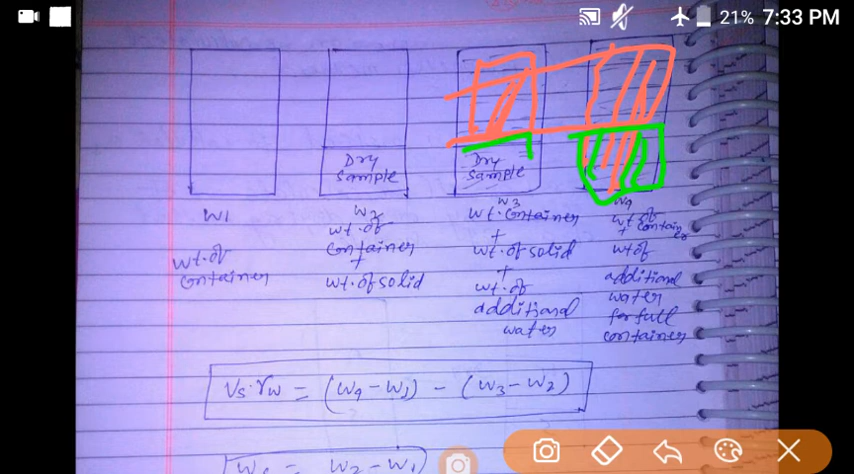 21% 7:33 PM
Dry
sample
Dry
sample
W1
wt. of
container
W2
wt. of
container
+
wt. of solid
W3
wt. container
+
wt. of solid
+
wt. of
additional
water
W4
wt of
+ container
wt of
additional
water
for full
container
Vs. γw = (W4 - W1) - (W3 - W2)
W2 - W1